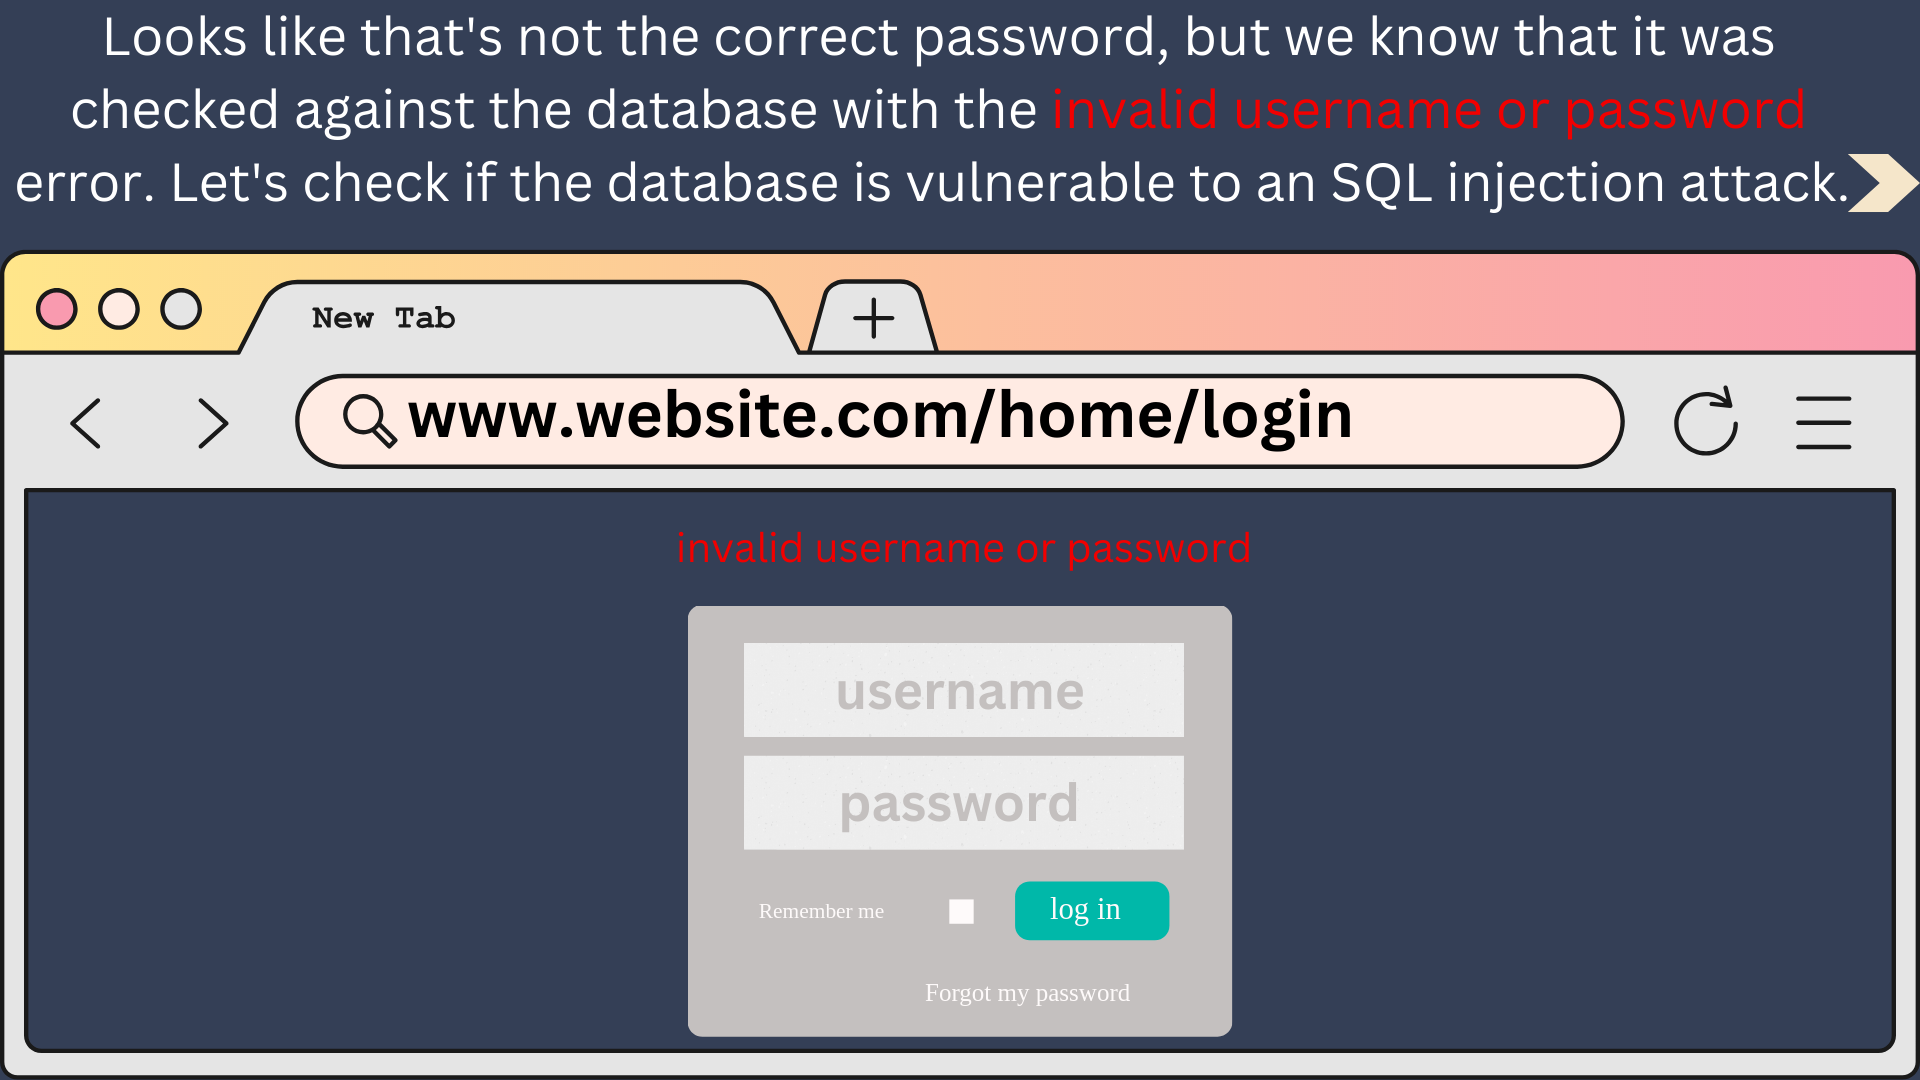 Looks like that's not the correct password, but we know that it was
checked against the database with the invalid username or password
error. Let's check if the database is vulnerable to an SQL injection attack.
New Tab
www.website.com/home/login
invalid username or password
username
password
Remember me
log in
Forgot my password